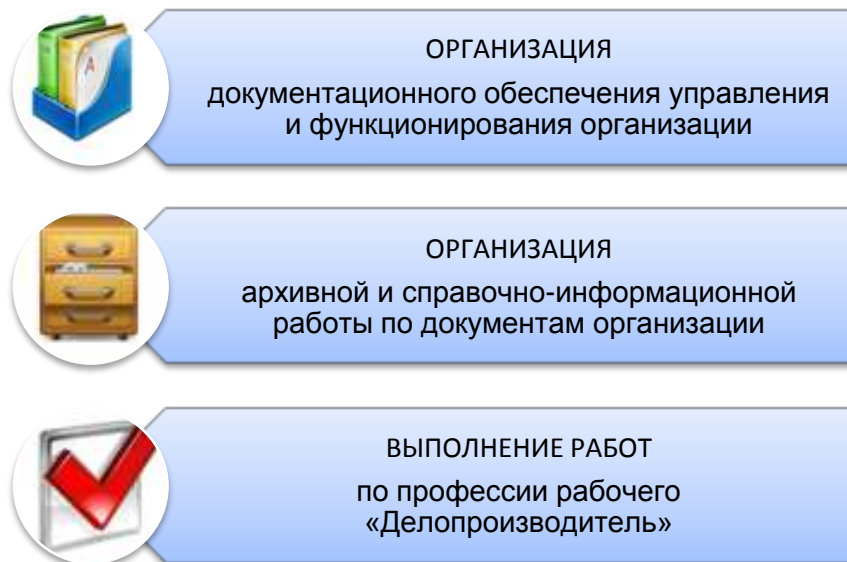 ОРГАНИЗАЦИЯ
документационного обеспечения управления
и функционирования организации
ОРГАНИЗАЦИЯ
архивной и справочно-информационной
работы по документам организации
ВЫПОЛНЕНИЕ РАБОТ
по профессии рабочего
«Делопроизводитель»